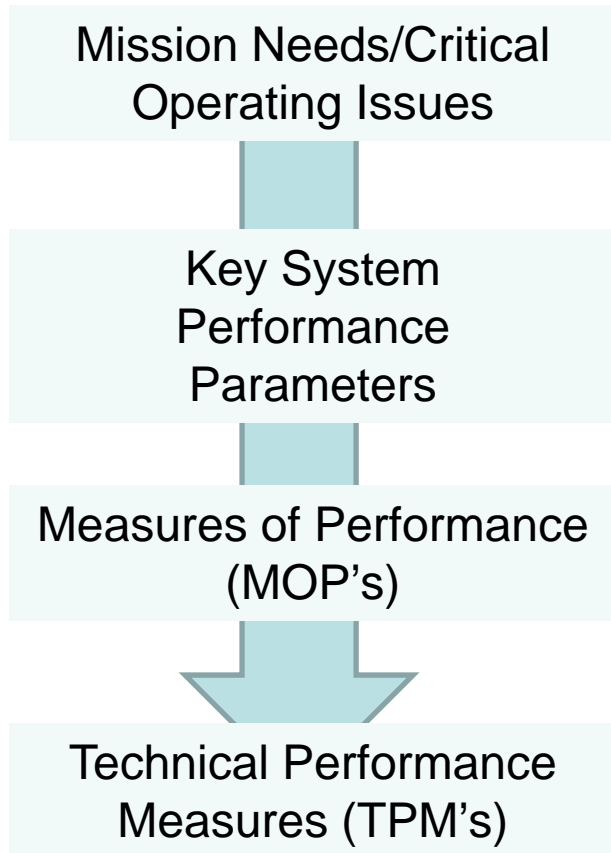 Mission Needs/Critical
Operating Issues
Key System
Performance
Parameters
Measures of Performance
(MOP’s)
Technical Performance
Measures (TPM’s)